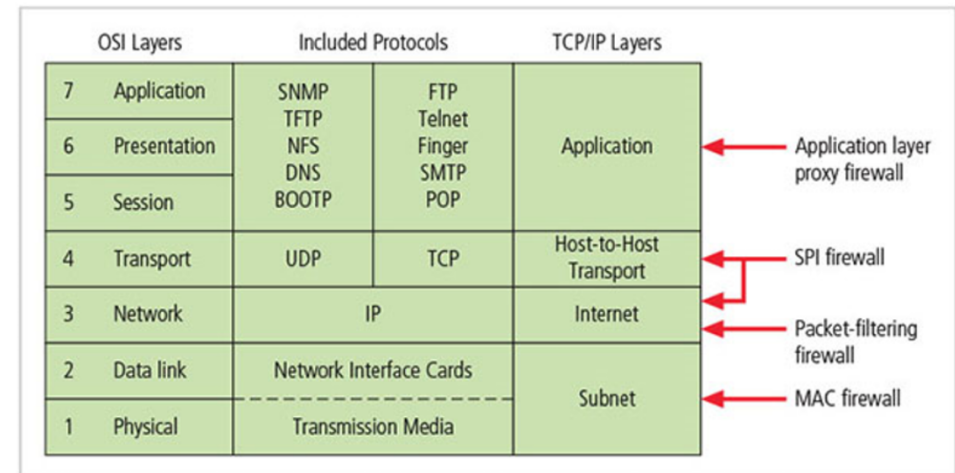 OSI Layers Included Protocols TCP/IP Layers
7 Application
6 Presentation
5 Session
SNMP
TFTP
NFS
DNS
BOOTP
FTP
Telnet
Finger
SMTP
POP
Application
Application layer
proxy firewall
4 Transport UDP TCP
Host-to-Host
Transport
SPI firewall
3 Network IP Internet
Packet-filtering
firewall
2 Data link Network Interface Cards
1 Physical Transmission Media
Subnet
MAC firewall